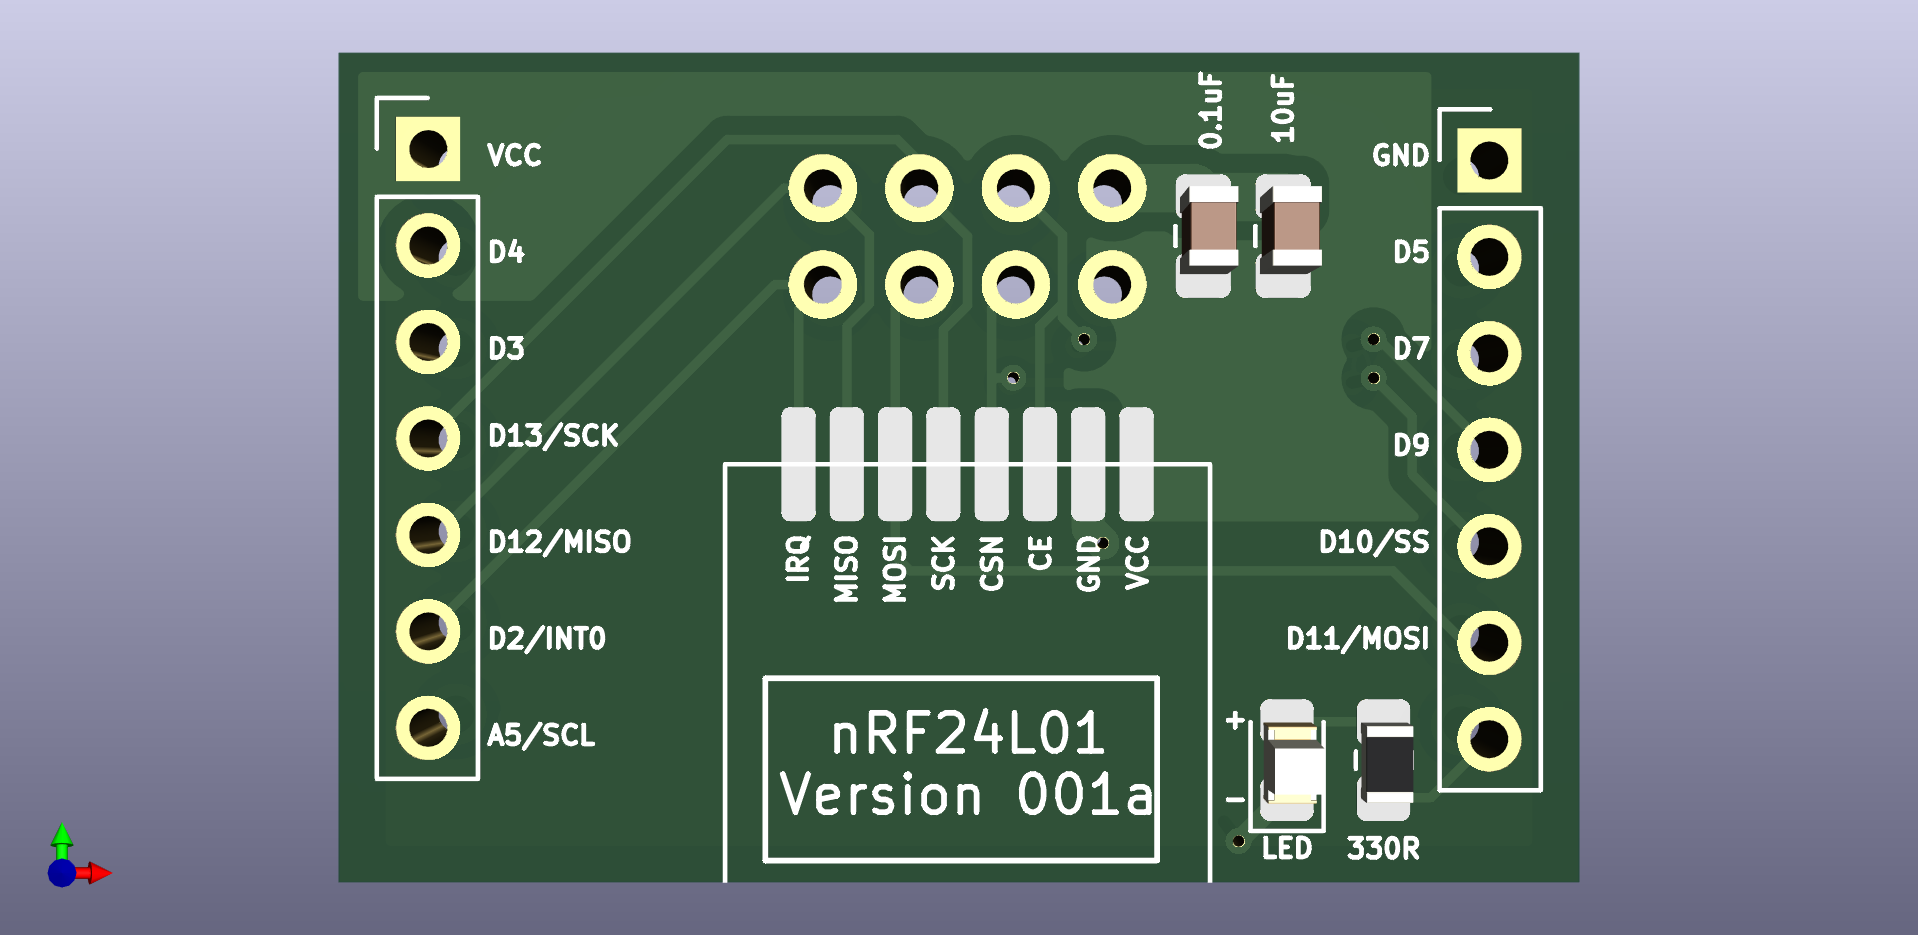 0.1uF
10uF
VCC
GND
D4
D5
D3
D7
D13/SCK
D9
D12/MISO
D10/SS
IRQ
MISO
MOSI
SCK
CSN
CE
GND
VCC
D2/INT0
D11/MOSI
A5/SCL
nRF24L01
Version 001a
+
-
LED
330R